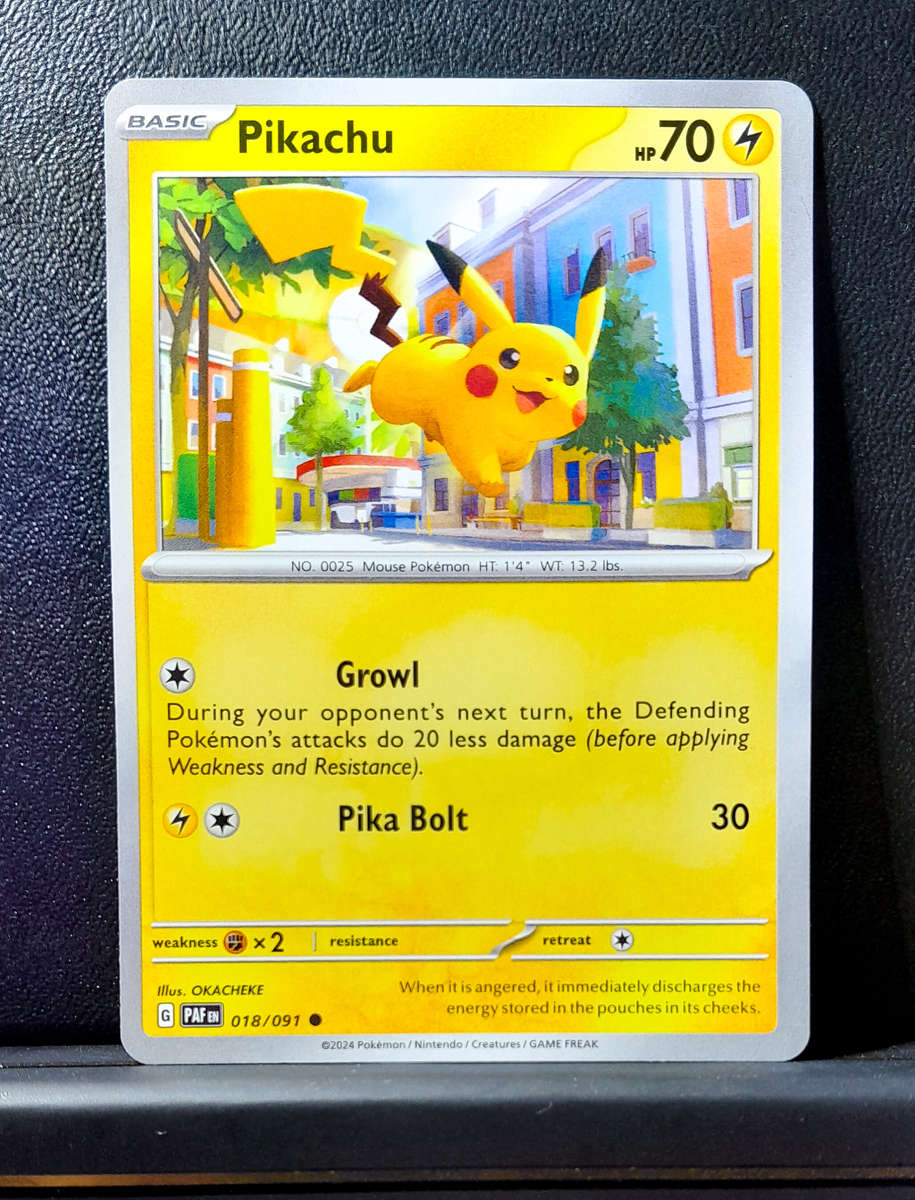 BASIC Pikachu HP 70
NO. 0025 Mouse Pokémon HT: 1'4" WT: 13.2 lbs.
Growl
During your opponent's next turn, the Defending
Pokémon's attacks do 20 less damage (before applying
Weakness and Resistance).
Pika Bolt 30
weakness ×2 resistance retreat
Illus. OKACHEKE
When it is angered, it immediately discharges the
energy stored in the pouches in its cheeks.
G PAF EN 018/091
©2024 Pokémon / Nintendo / Creatures / GAME FREAK